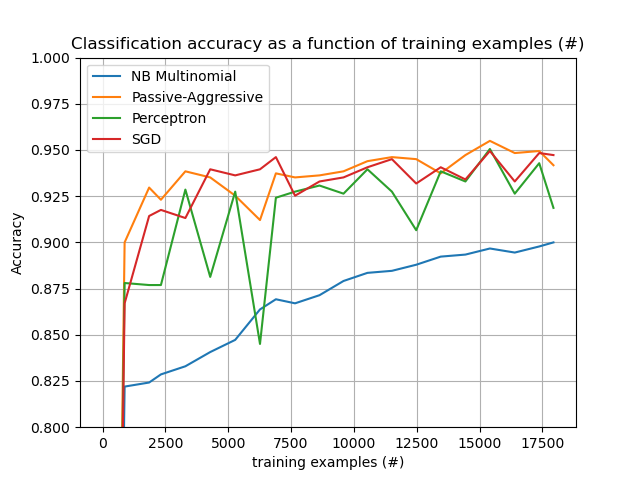 Classification accuracy as a function of training examples (#)
1.000
0.975
0.950
0.925
0.900
0.875
0.850
0.825
0.800
Accuracy
NB Multinomial
Passive-Aggressive
Perceptron
SGD
0 2500 5000 7500 10000 12500 15000 17500
training examples (#)